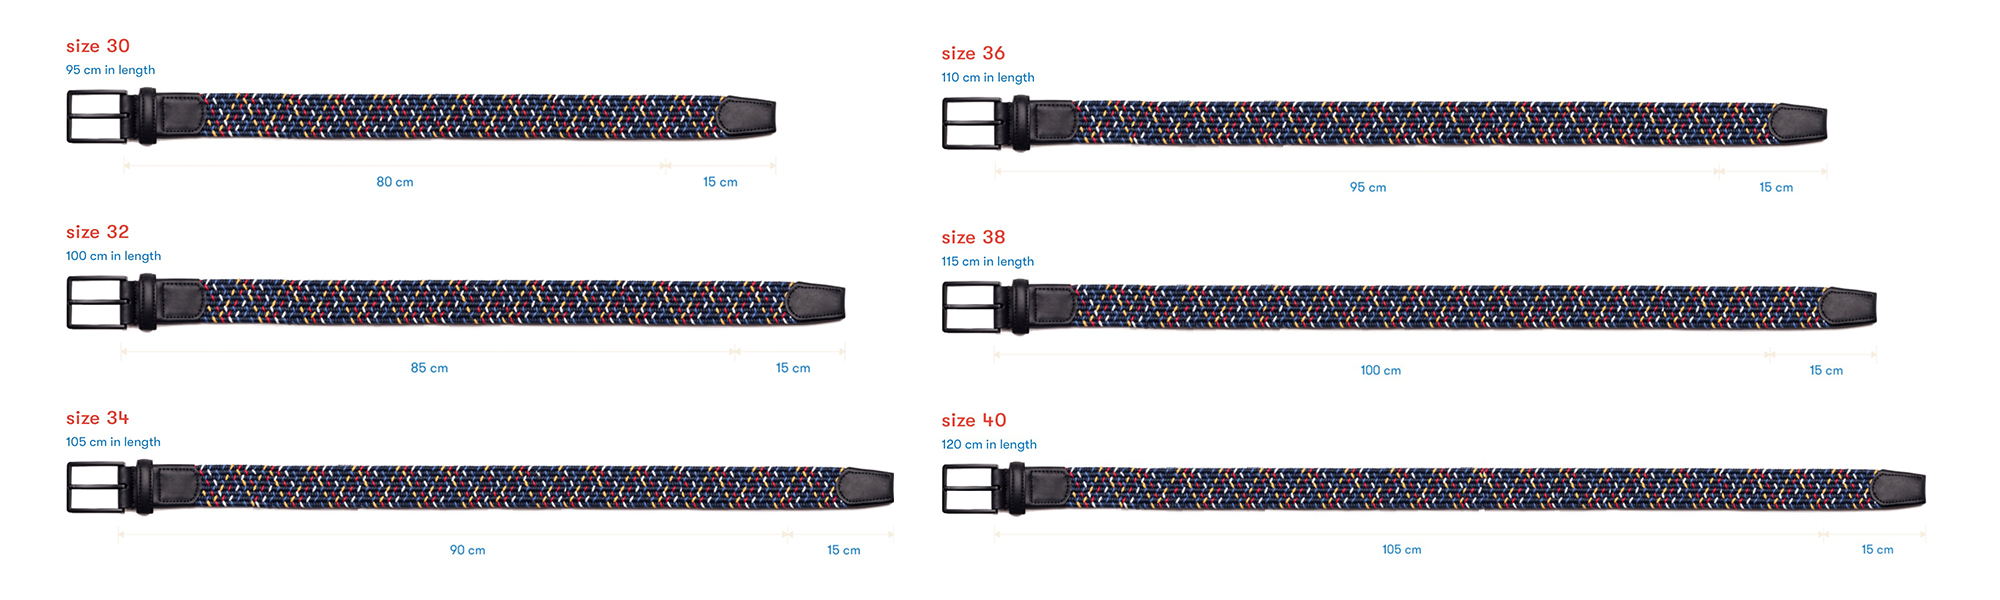 size 30
95 cm in length
80 cm
15 cm
size 32
100 cm in length
85 cm
15 cm
size 34
105 cm in length
90 cm
15 cm
size 36
110 cm in length
95 cm
15 cm
size 38
115 cm in length
100 cm
15 cm
size 40
120 cm in length
105 cm
15 cm